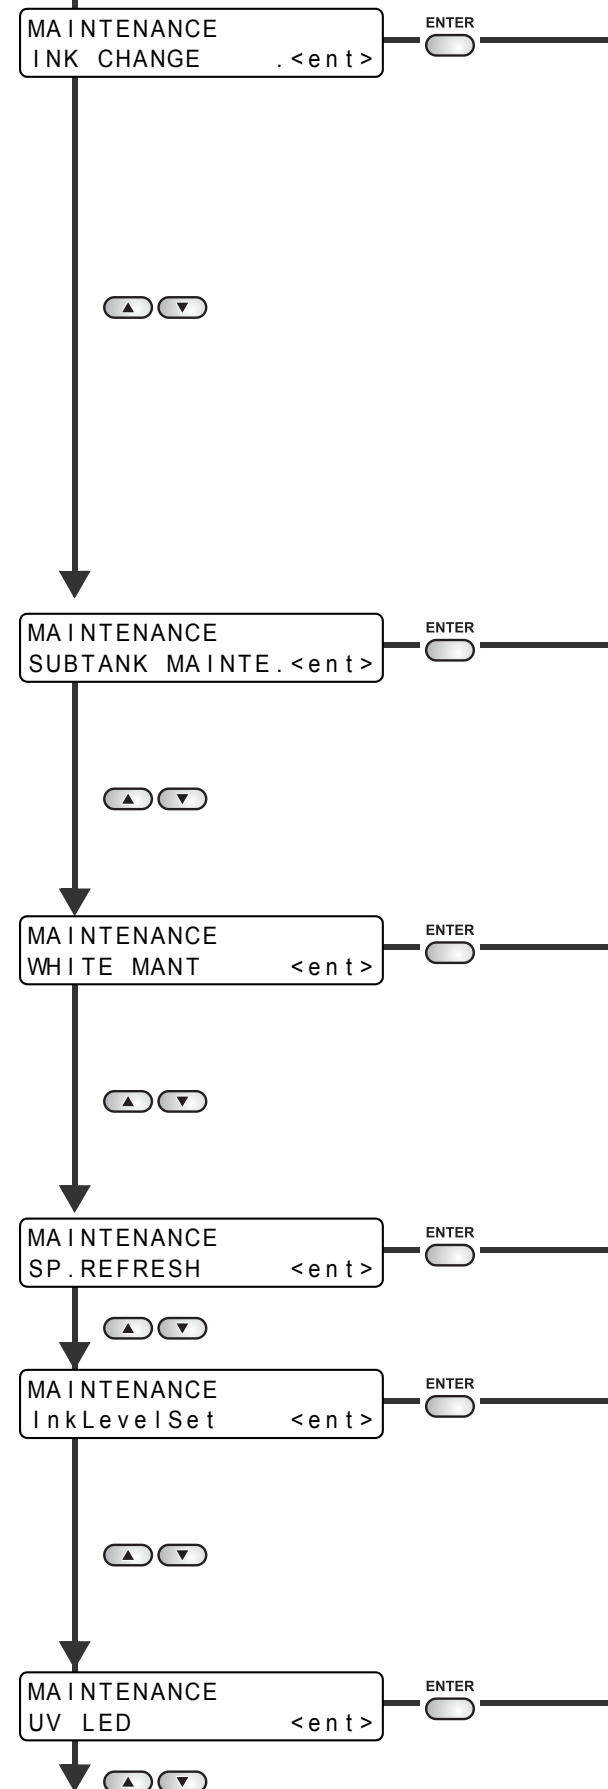 MAINTENANCE
ENTER
INK CHANGE .<ent>
MAINTENANCE
ENTER
SUBTANK MAINTE.<ent>
MAINTENANCE
ENTER
WHITE MANT <ent>
MAINTENANCE
ENTER
SP.REFRESH <ent>
MAINTENANCE
ENTER
InkLevelSet <ent>
MAINTENANCE
ENTER
UV LED <ent>